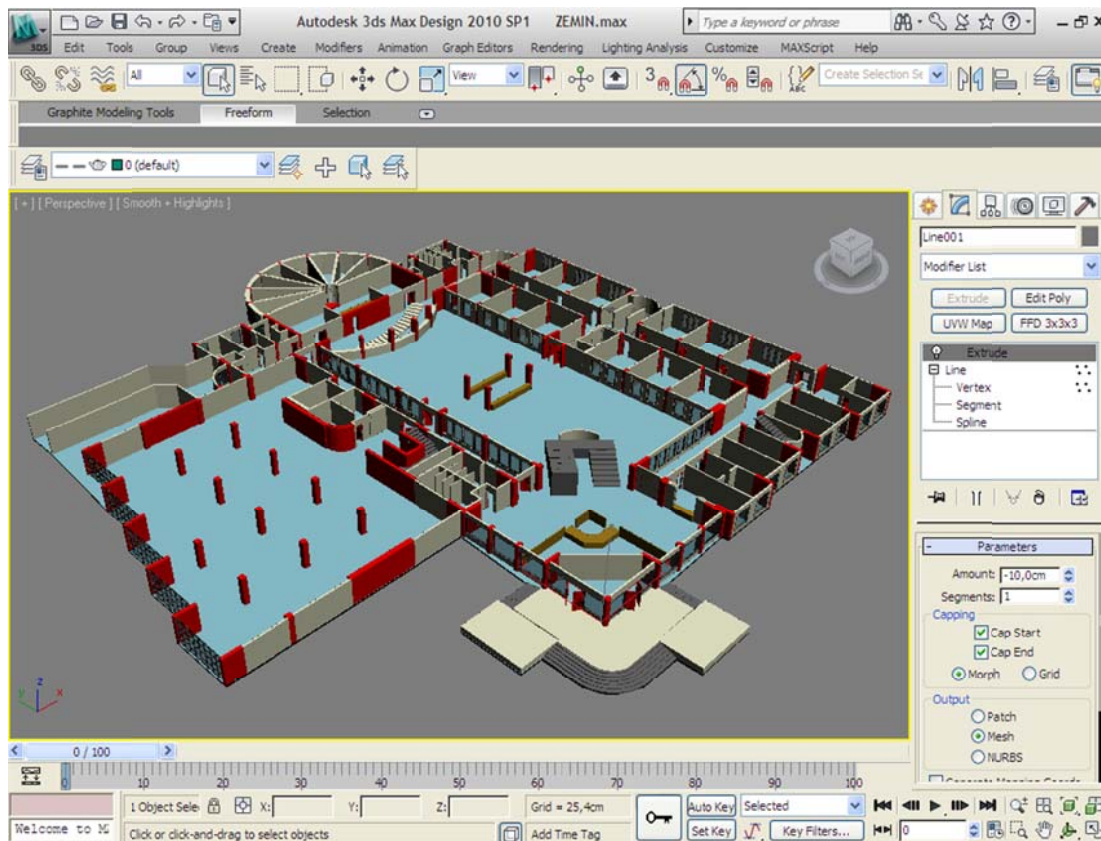 Autodesk 3ds Max Design 2010 SP1 ZEMIN.max Type a keyword or phrase
3DS Edit Tools Group Views Create Modifiers Animation Graph Editors Rendering Lighting Analysis Customize MAXScript Help
All View 3 % ABC Create Selection Se
Graphite Modeling Tools Freeform Selection
0 (default)
[ + ] [ Perspective ] [ Smooth + Highlights ]
Line001
Modifier List
Extrude Edit Poly
UVW Map FFD 3x3x3
Extrude
Line
Vertex
Segment
Spline
Parameters
Amount: -10,0cm
Segments: 1
Capping
Cap Start
Cap End
Morph Grid
Output
Patch
Mesh
NURBS
z
y x
0 / 100
0 10 20 30 40 50 60 70 80 90 100
1 Object Sele X: Y: Z: Grid = 25,4cm Auto Key Selected
Welcome to M Click or click-and-drag to select objects Add Time Tag Set Key Key Filters... 0